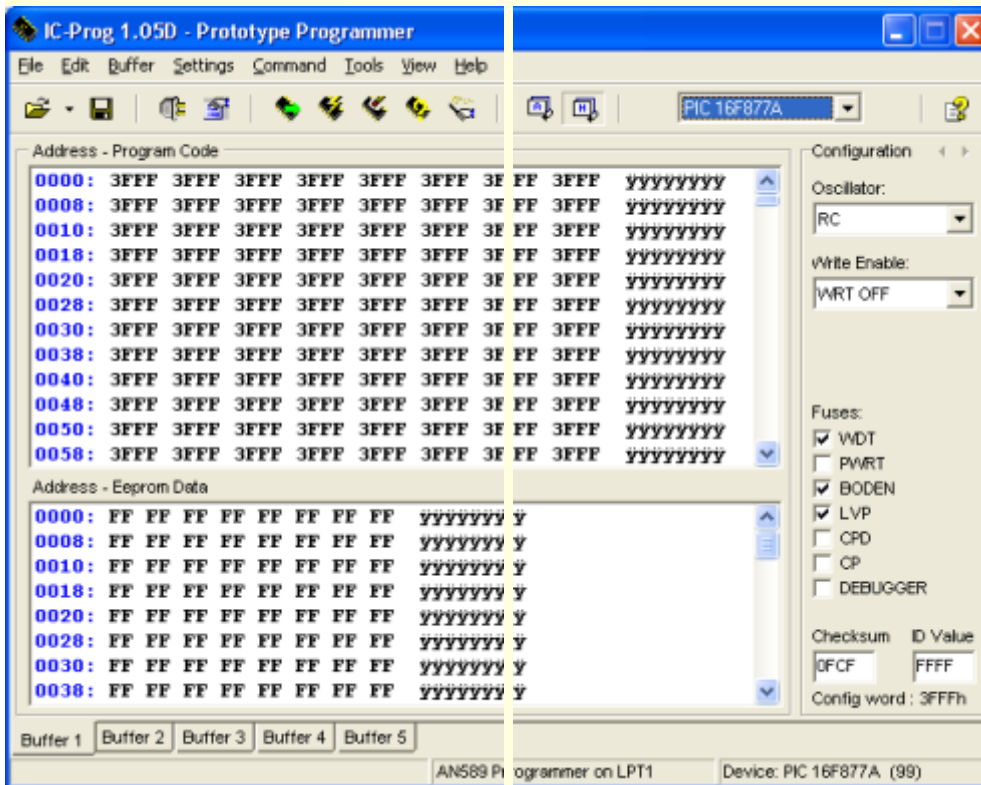 IC-Prog 1.05D - Prototype Programmer
File Edit Buffer Settings Command Tools View Help
PIC 16F877A
Address - Program Code
0000: 3FFF 3FFF 3FFF 3FFF 3FFF 3FFF 3FFF 3FFF ÿÿÿÿÿÿÿÿ
0008: 3FFF 3FFF 3FFF 3FFF 3FFF 3FFF 3FFF 3FFF ÿÿÿÿÿÿÿÿ
0010: 3FFF 3FFF 3FFF 3FFF 3FFF 3FFF 3FFF 3FFF ÿÿÿÿÿÿÿÿ
0018: 3FFF 3FFF 3FFF 3FFF 3FFF 3FFF 3FFF 3FFF ÿÿÿÿÿÿÿÿ
0020: 3FFF 3FFF 3FFF 3FFF 3FFF 3FFF 3FFF 3FFF ÿÿÿÿÿÿÿÿ
0028: 3FFF 3FFF 3FFF 3FFF 3FFF 3FFF 3FFF 3FFF ÿÿÿÿÿÿÿÿ
0030: 3FFF 3FFF 3FFF 3FFF 3FFF 3FFF 3FFF 3FFF ÿÿÿÿÿÿÿÿ
0038: 3FFF 3FFF 3FFF 3FFF 3FFF 3FFF 3FFF 3FFF ÿÿÿÿÿÿÿÿ
0040: 3FFF 3FFF 3FFF 3FFF 3FFF 3FFF 3FFF 3FFF ÿÿÿÿÿÿÿÿ
0048: 3FFF 3FFF 3FFF 3FFF 3FFF 3FFF 3FFF 3FFF ÿÿÿÿÿÿÿÿ
0050: 3FFF 3FFF 3FFF 3FFF 3FFF 3FFF 3FFF 3FFF ÿÿÿÿÿÿÿÿ
0058: 3FFF 3FFF 3FFF 3FFF 3FFF 3FFF 3FFF 3FFF ÿÿÿÿÿÿÿÿ
Address - Eeprom Data
0000: FF FF FF FF FF FF FF FF ÿÿÿÿÿÿÿÿ
0008: FF FF FF FF FF FF FF FF ÿÿÿÿÿÿÿÿ
0010: FF FF FF FF FF FF FF FF ÿÿÿÿÿÿÿÿ
0018: FF FF FF FF FF FF FF FF ÿÿÿÿÿÿÿÿ
0020: FF FF FF FF FF FF FF FF ÿÿÿÿÿÿÿÿ
0028: FF FF FF FF FF FF FF FF ÿÿÿÿÿÿÿÿ
0030: FF FF FF FF FF FF FF FF ÿÿÿÿÿÿÿÿ
0038: FF FF FF FF FF FF FF FF ÿÿÿÿÿÿÿÿ
Configuration
Oscillator:
RC
Write Enable:
WRT OFF
Fuses:
WDT
PWRT
BODEN
LVP
CPD
CP
DEBUGGER
Checksum ID Value
0FCF FFFF
Config word : 3FFFh
Buffer 1 Buffer 2 Buffer 3 Buffer 4 Buffer 5
AN589 Programmer on LPT1 Device: PIC 16F877A (99)